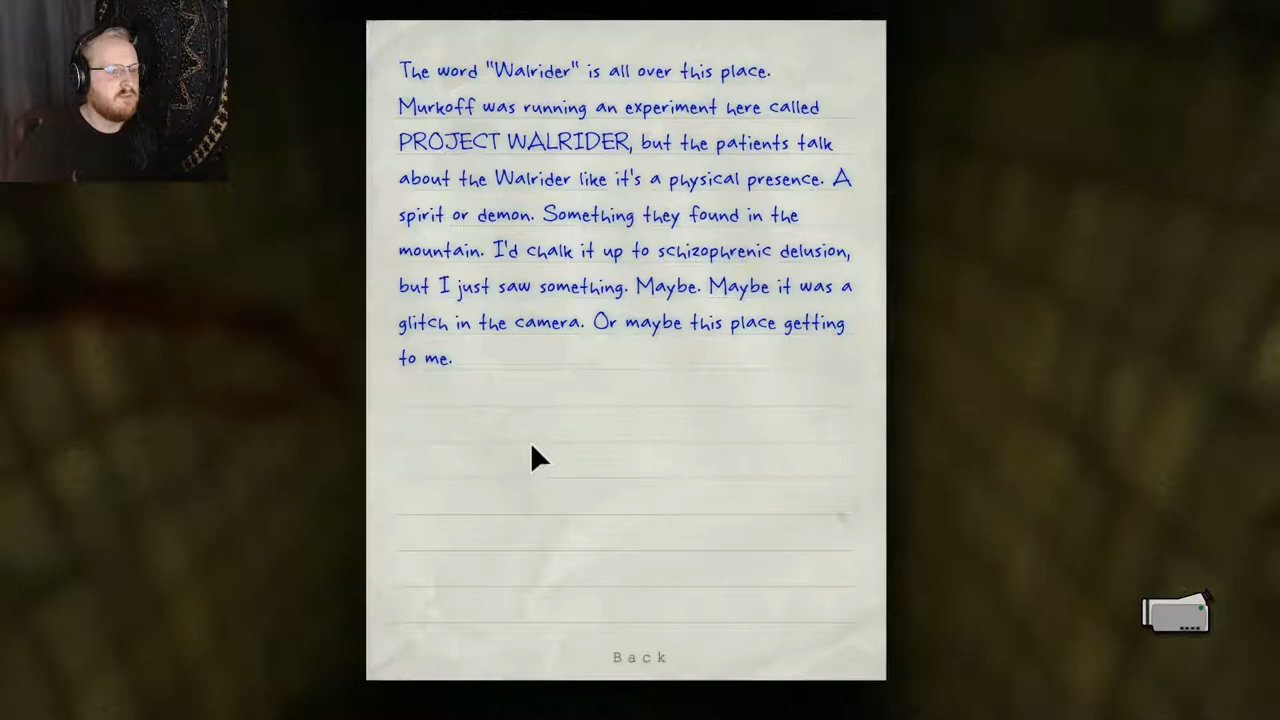 The word "Walrider" is all over this place.
Murkoff was running an experiment here called
PROJECT WALRIDER, but the patients talk
about the Walrider like it's a physical presence. A
spirit or demon. Something they found in the
mountain. I'd chalk it up to schizophrenic delusion,
but I just saw something. Maybe. Maybe it was a
glitch in the camera. Or maybe this place getting
to me.
Back